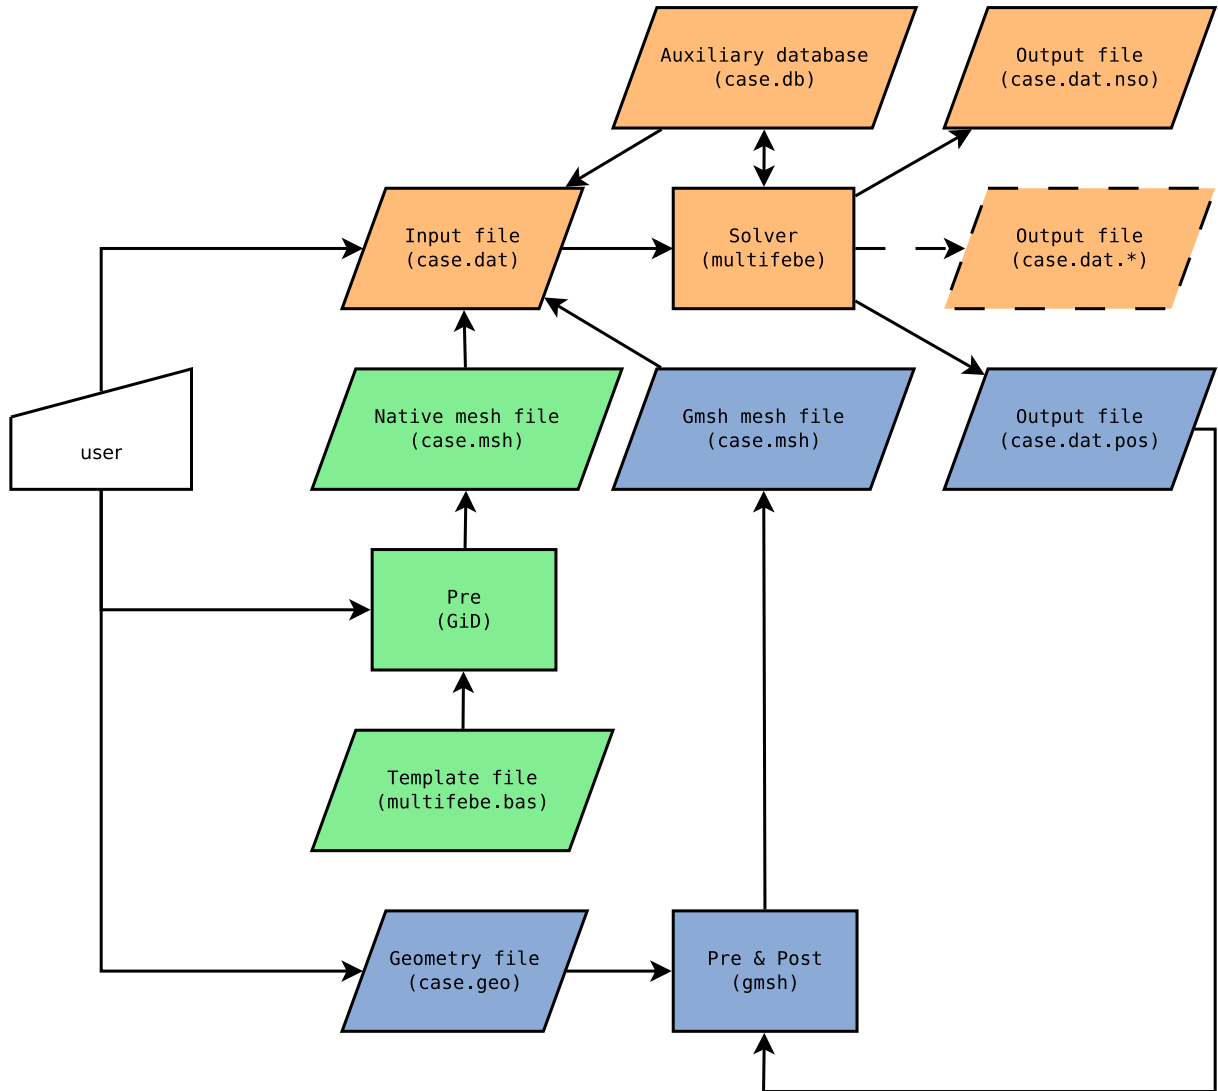 Auxiliary database
(case.db)
Output file
(case.dat.nso)
Input file
(case.dat)
Solver
(multifebe)
Output file
(case.dat.*)
user
Native mesh file
(case.msh)
Gmsh mesh file
(case.msh)
Output file
(case.dat.pos)
Pre
(GiD)
Template file
(multifebe.bas)
Geometry file
(case.geo)
Pre & Post
(gmsh)